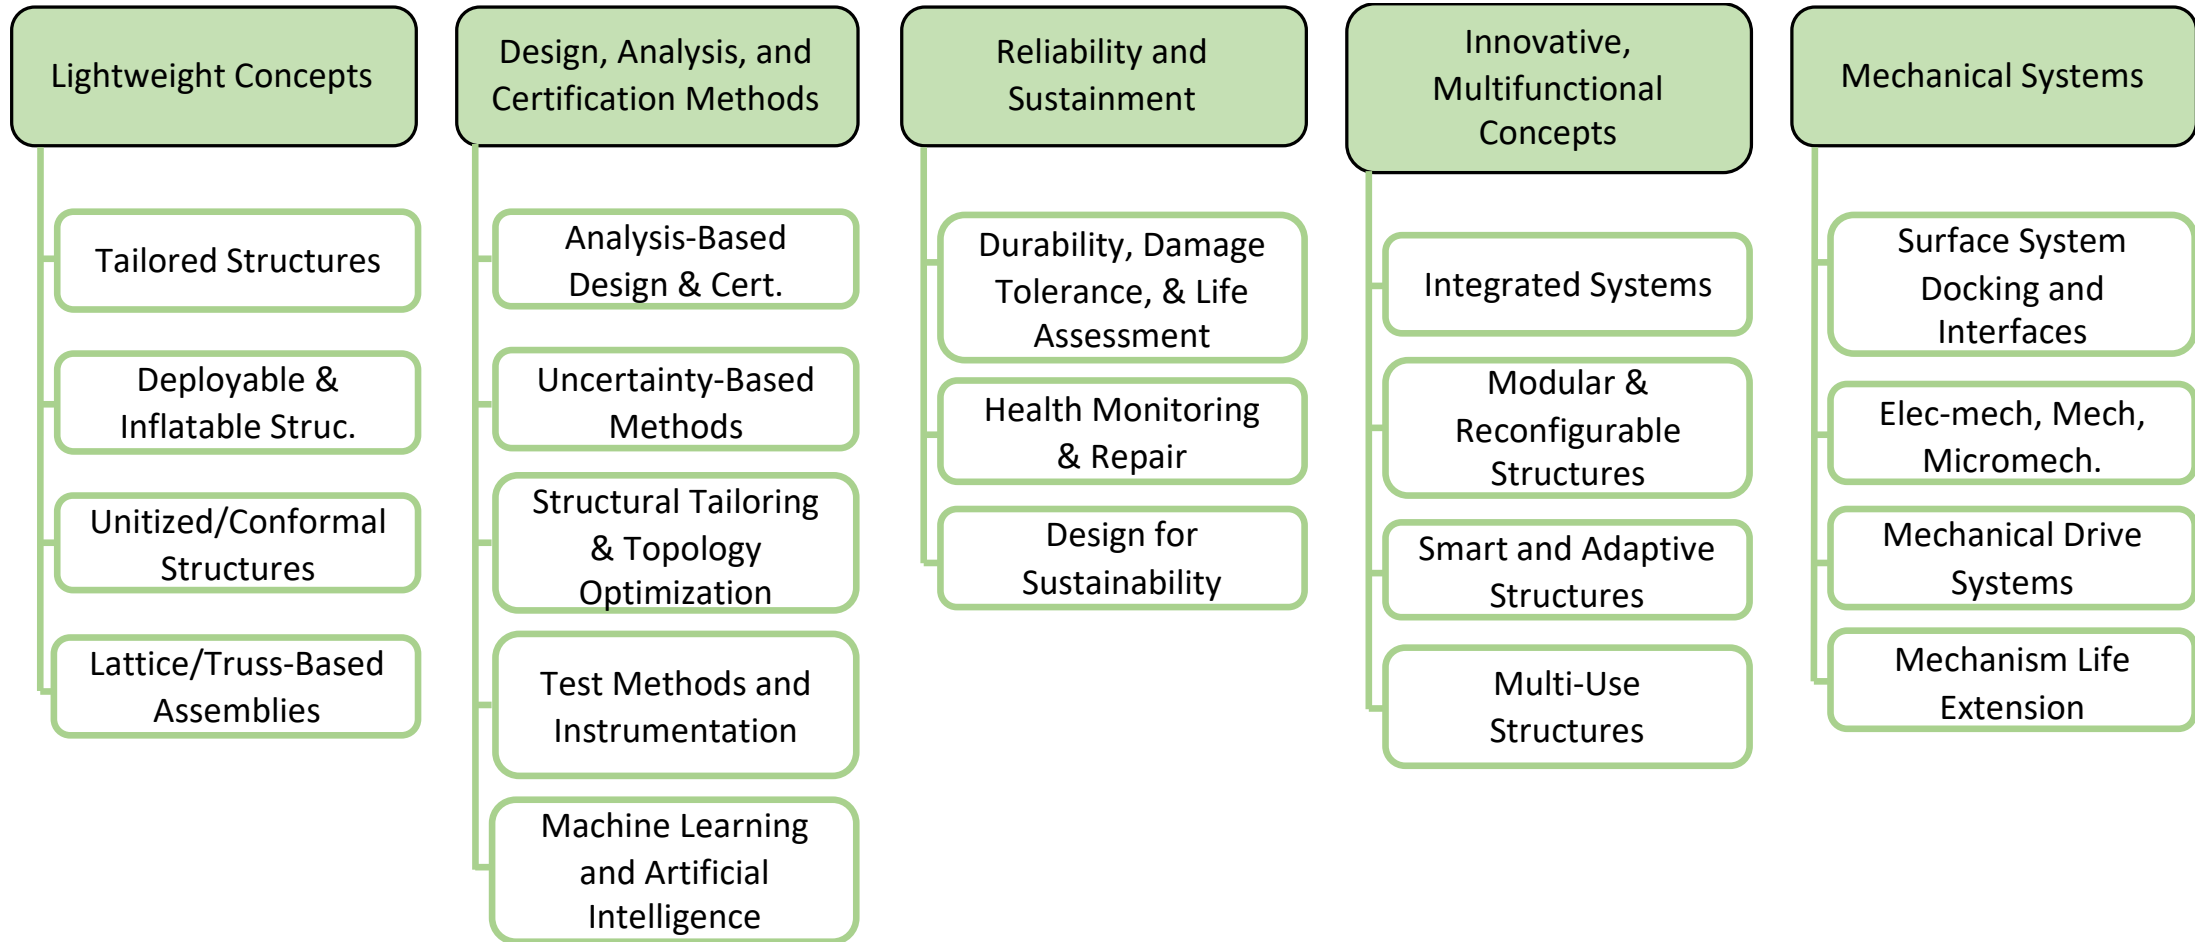 Lightweight Concepts
Tailored Structures
Deployable &
Inflatable Struc.
Unitized/Conformal
Structures
Lattice/Truss-Based
Assemblies
Design, Analysis, and
Certification Methods
Analysis-Based
Design & Cert.
Uncertainty-Based
Methods
Structural Tailoring
& Topology
Optimization
Test Methods and
Instrumentation
Machine Learning
and Artificial
Intelligence
Reliability and
Sustainment
Durability, Damage
Tolerance, & Life
Assessment
Health Monitoring
& Repair
Design for
Sustainability
Innovative,
Multifunctional
Concepts
Integrated Systems
Modular &
Reconfigurable
Structures
Smart and Adaptive
Structures
Multi-Use
Structures
Mechanical Systems
Surface System
Docking and
Interfaces
Elec-mech, Mech,
Micromech.
Mechanical Drive
Systems
Mechanism Life
Extension